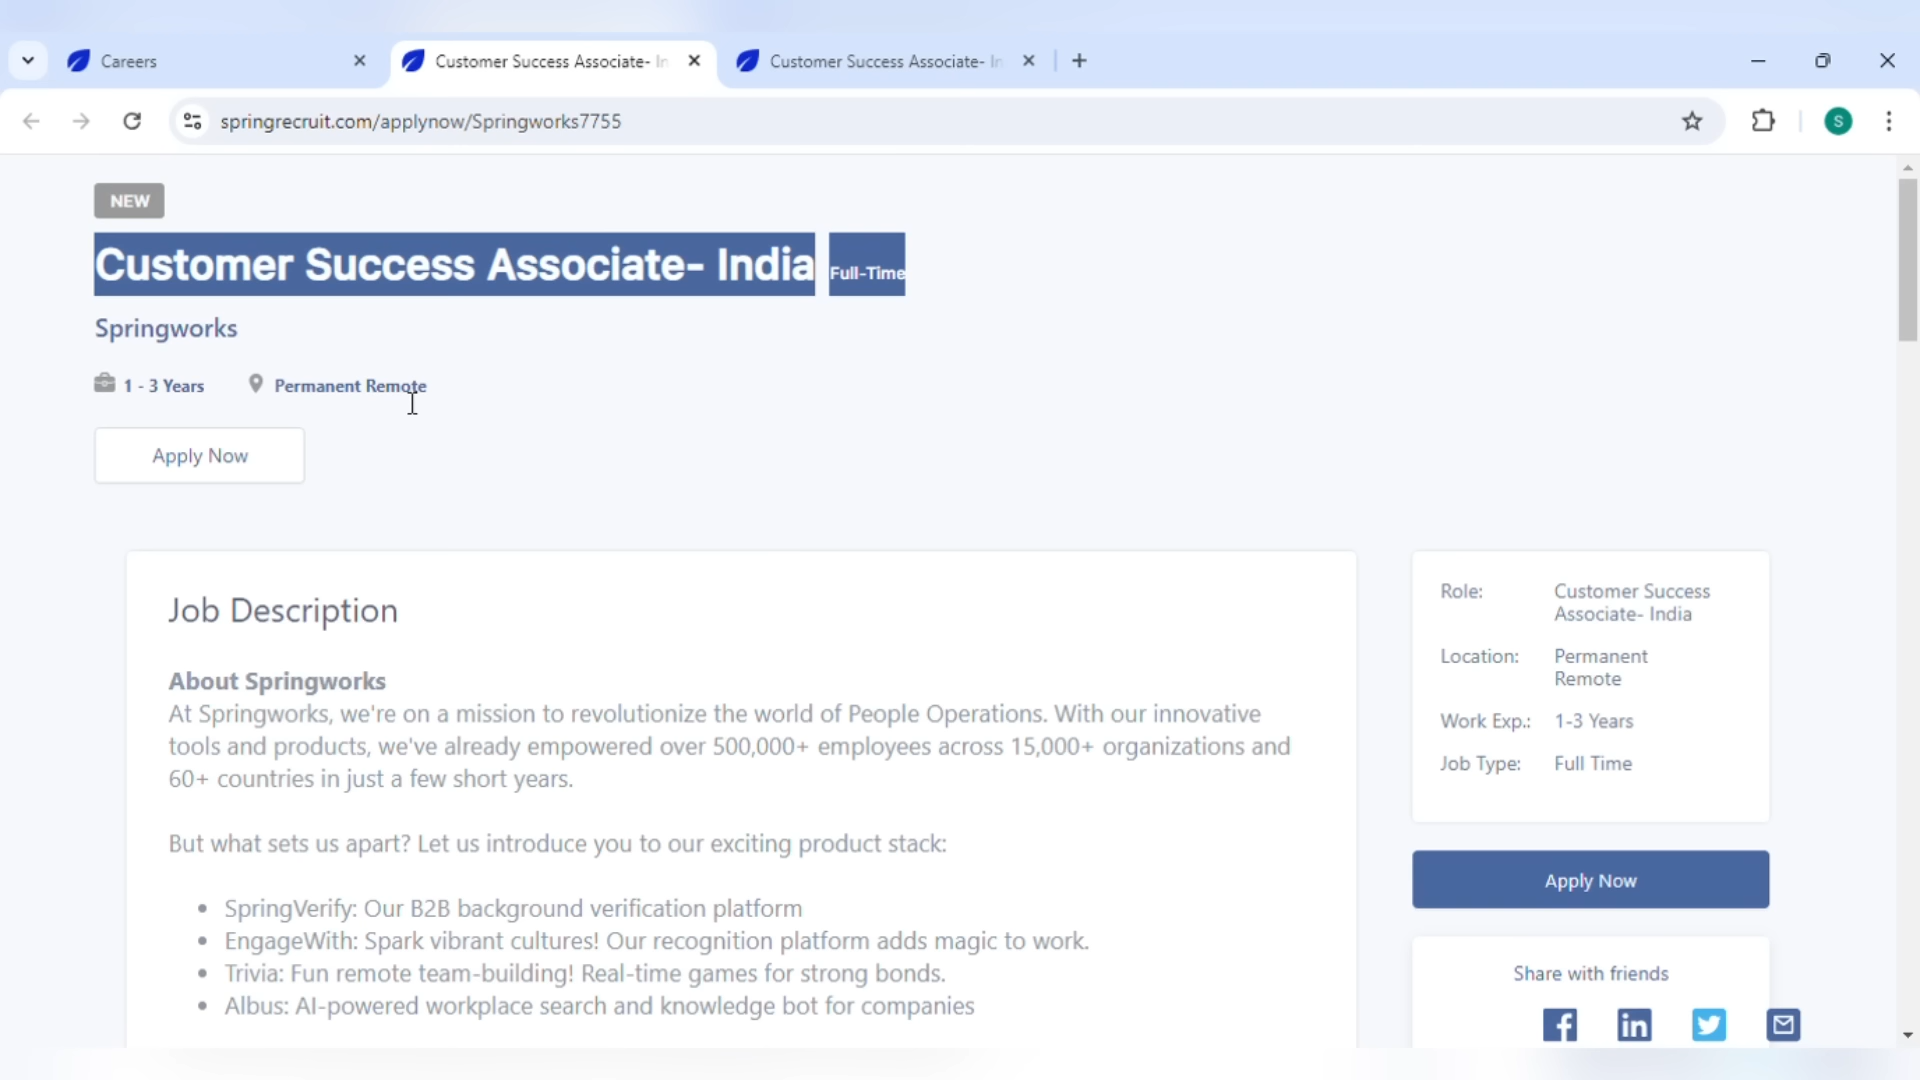 Careers
Customer Success Associate- In
Customer Success Associate- In
springrecruit.com/applynow/Springworks7755
S
NEW
Customer Success Associate- India Full-Time
Springworks
1 - 3 Years Permanent Remote
Apply Now
Job Description
About Springworks
At Springworks, we're on a mission to revolutionize the world of People Operations. With our innovative
tools and products, we've already empowered over 500,000+ employees across 15,000+ organizations and
60+ countries in just a few short years.
But what sets us apart? Let us introduce you to our exciting product stack:
• SpringVerify: Our B2B background verification platform
• EngageWith: Spark vibrant cultures! Our recognition platform adds magic to work.
• Trivia: Fun remote team-building! Real-time games for strong bonds.
• Albus: AI-powered workplace search and knowledge bot for companies
Role: Customer Success
Associate- India
Location: Permanent
Remote
Work Exp.: 1-3 Years
Job Type: Full Time
Apply Now
Share with friends